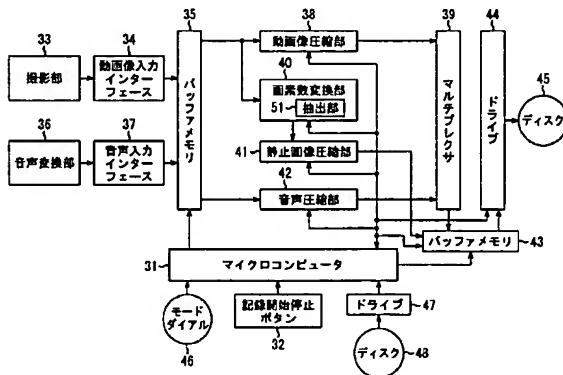 35
38
39
44
33
34
撮影部
動画像入力
インター
フェース
バッファメモリ
動画像圧縮部
40
画素数変換部
51
抽出部
マルチプレクサ
ドライブ
45
ディスク
36
37
音声変換部
音声入力
インター
フェース
41
静止画像圧縮部
42
音声圧縮部
バッファメモリ
43
31
マイクロコンピュータ
モード
ダイアル
46
記録開始停止
ボタン
32
ドライブ
47
ディスク
48